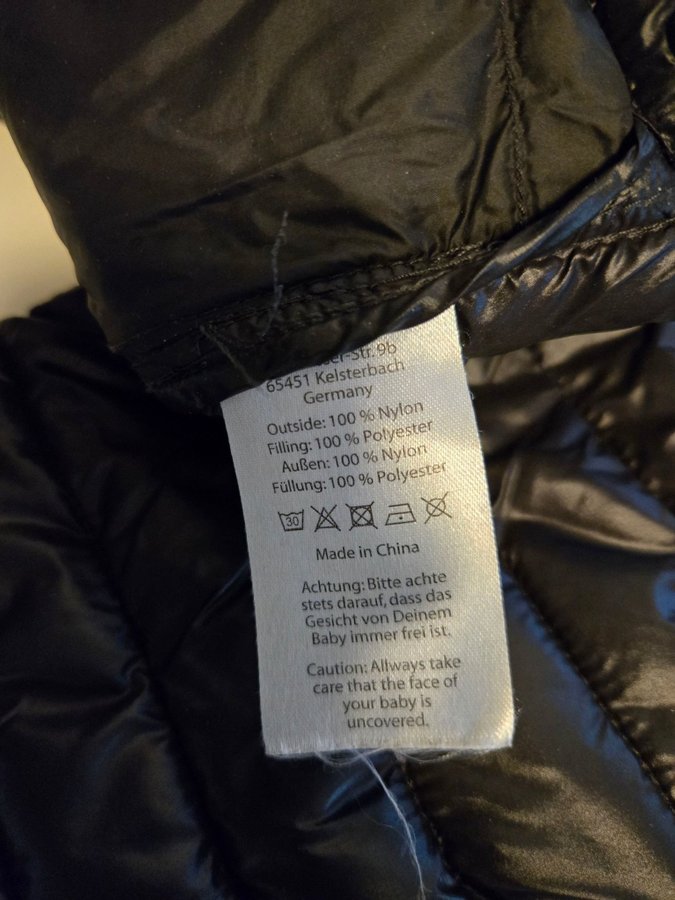 -Str. 9b
65451 Kelsterbach
Germany
Outside: 100 % Nylon
Filling: 100 % Polyester
Außen: 100 % Nylon
Füllung: 100 % Polyester
30
Made in China
Achtung: Bitte achte
stets darauf, dass das
Gesicht von Deinem
Baby immer frei ist.
Caution: Allways take
care that the face of
your baby is
uncovered.